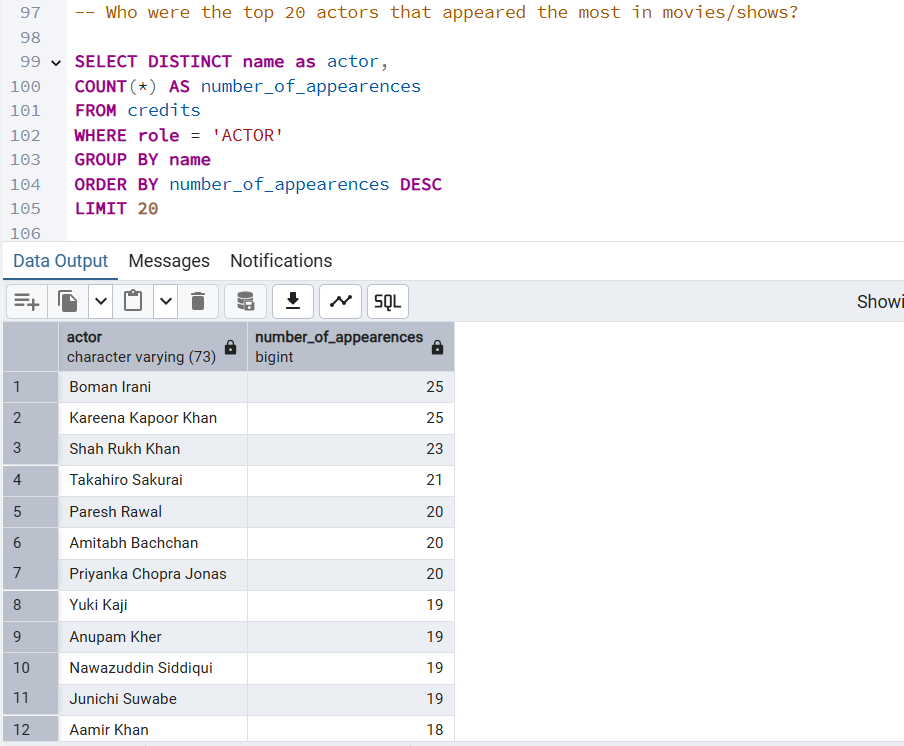 97 -- Who were the top 20 actors that appeared the most in movies/shows?
98
99 SELECT DISTINCT name as actor,
100 COUNT(*) AS number_of_appearences
101 FROM credits
102 WHERE role = 'ACTOR'
103 GROUP BY name
104 ORDER BY number_of_appearences DESC
105 LIMIT 20
106
Data Output Messages Notifications
SQL Showi
actor number_of_appearences
character varying (73) bigint
1 Boman Irani 25
2 Kareena Kapoor Khan 25
3 Shah Rukh Khan 23
4 Takahiro Sakurai 21
5 Paresh Rawal 20
6 Amitabh Bachchan 20
7 Priyanka Chopra Jonas 20
8 Yuki Kaji 19
9 Anupam Kher 19
10 Nawazuddin Siddiqui 19
11 Junichi Suwabe 19
12 Aamir Khan 18